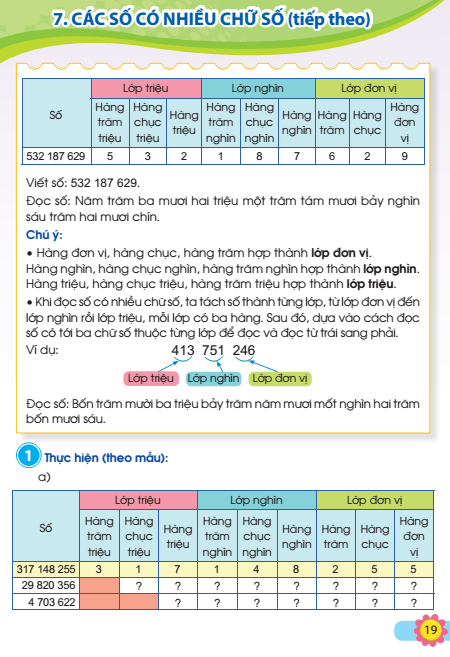 7. CÁC SỐ CÓ NHIỀU CHỮ SỐ (tiếp theo)
Số Lớp triệu Lớp nghìn Lớp đơn vị
Hàng trăm triệu Hàng chục triệu Hàng triệu Hàng trăm nghìn Hàng chục nghìn Hàng nghìn Hàng trăm Hàng chục Hàng đơn vị
532 187 629 5 3 2 1 8 7 6 2 9
Viết số: 532 187 629.
Đọc số: Năm trăm ba mươi hai triệu một trăm tám mươi bảy nghìn
sáu trăm hai mươi chín.
Chú ý:
• Hàng đơn vị, hàng chục, hàng trăm hợp thành lớp đơn vị.
Hàng nghìn, hàng chục nghìn, hàng trăm nghìn hợp thành lớp nghìn.
Hàng triệu, hàng chục triệu, hàng trăm triệu hợp thành lớp triệu.
• Khi đọc số có nhiều chữ số, ta tách số thành từng lớp, từ lớp đơn vị đến
lớp nghìn rồi lớp triệu, mỗi lớp có ba hàng. Sau đó, dựa vào cách đọc
số có tới ba chữ số thuộc từng lớp để đọc và đọc từ trái sang phải.
Ví dụ: 413 751 246
Lớp triệu Lớp nghìn Lớp đơn vị
Đọc số: Bốn trăm mười ba triệu bảy trăm năm mươi mốt nghìn hai trăm
bốn mươi sáu.
1 Thực hiện (theo mẫu):
a)
Số Lớp triệu Lớp nghìn Lớp đơn vị
Hàng trăm triệu Hàng chục triệu Hàng triệu Hàng trăm nghìn Hàng chục nghìn Hàng nghìn Hàng trăm Hàng chục Hàng đơn vị
317 148 255 3 1 7 1 4 8 2 5 5
29 820 356 ? ? ? ? ? ? ? ?
4 703 622 ? ? ? ? ? ? ?
19